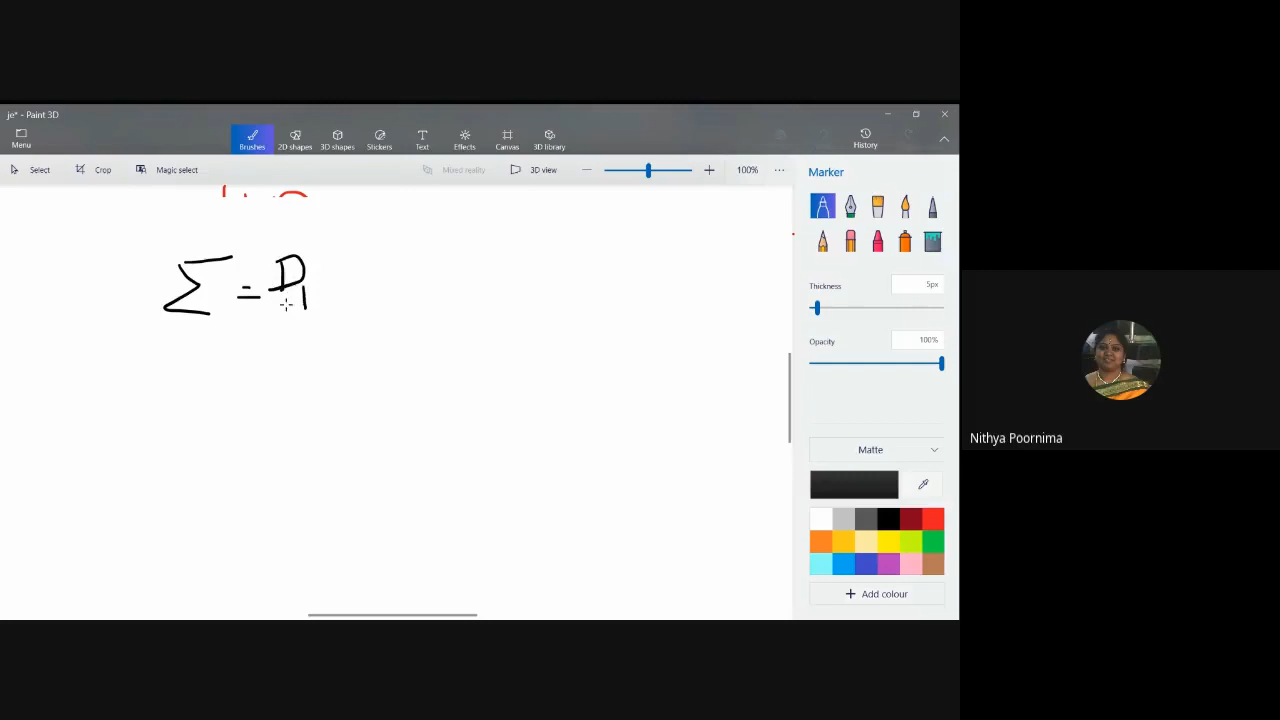 je* - Paint 3D
Menu
Brushes 2D shapes 3D shapes Stickers Text Effects Canvas 3D library History
Select Crop Magic select Mixed reality 3D view 100% ...
Marker
Thickness 5px
Opacity 100%
Matte
+ Add colour
Σ = D1
Nithya Poornima